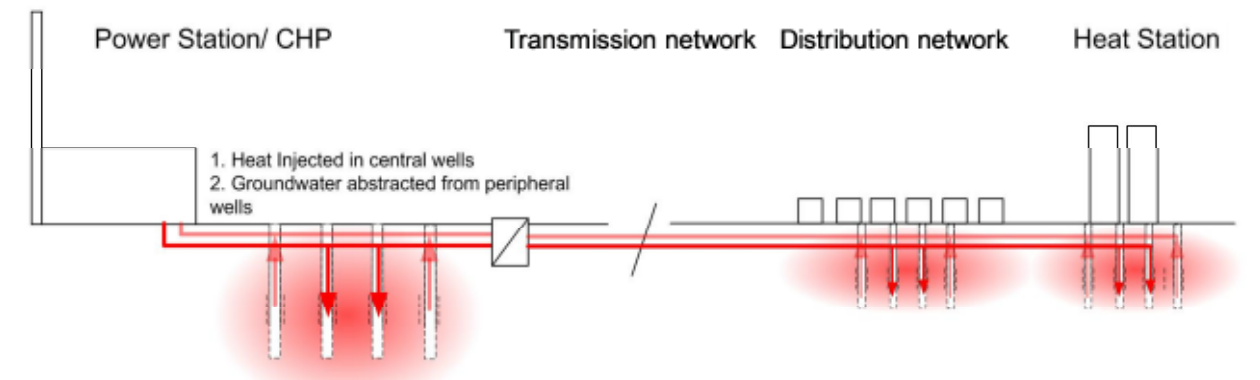 Power Station/ CHP
Transmission network
Distribution network
Heat Station
1. Heat Injected in central wells
2. Groundwater abstracted from peripheral
wells